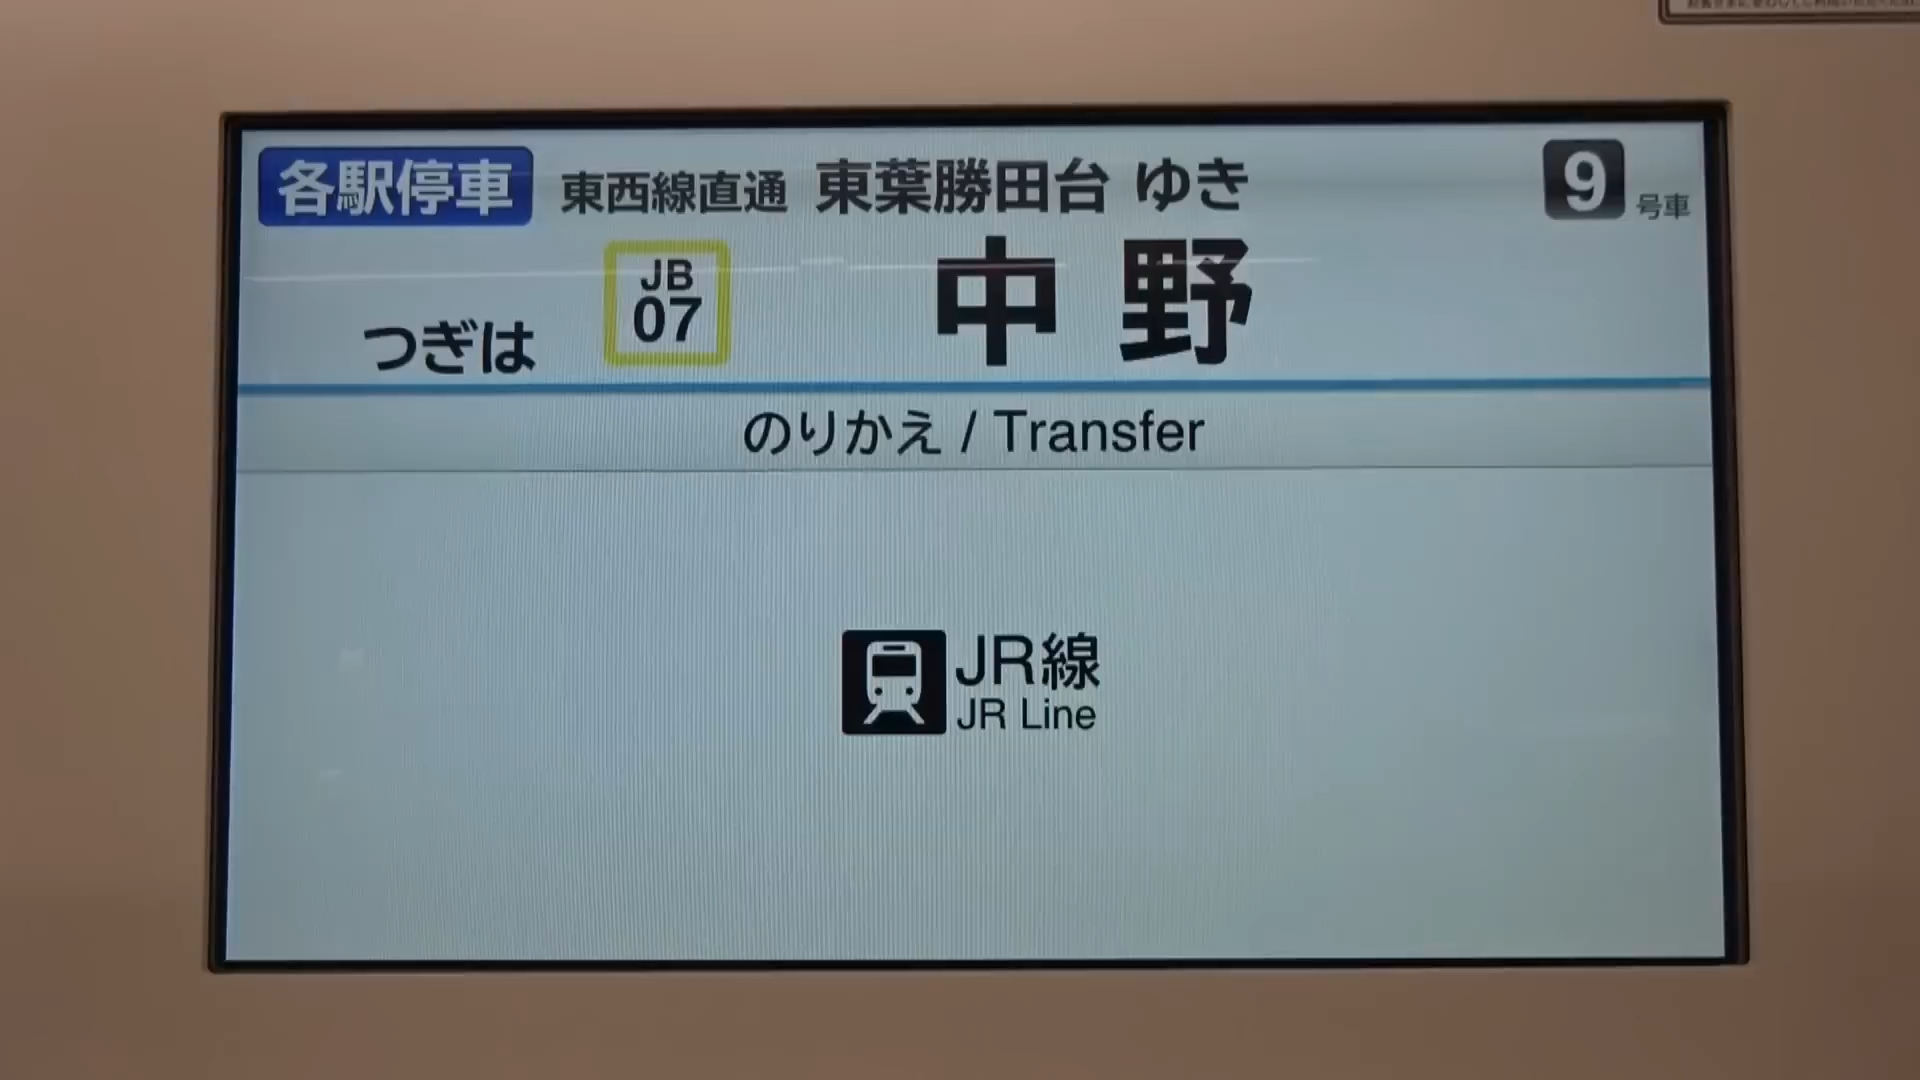 各駅停車 東西線直通 東葉勝田台 ゆき 9 号車
つぎは JB 07 中野
のりかえ / Transfer
JR線
JR Line